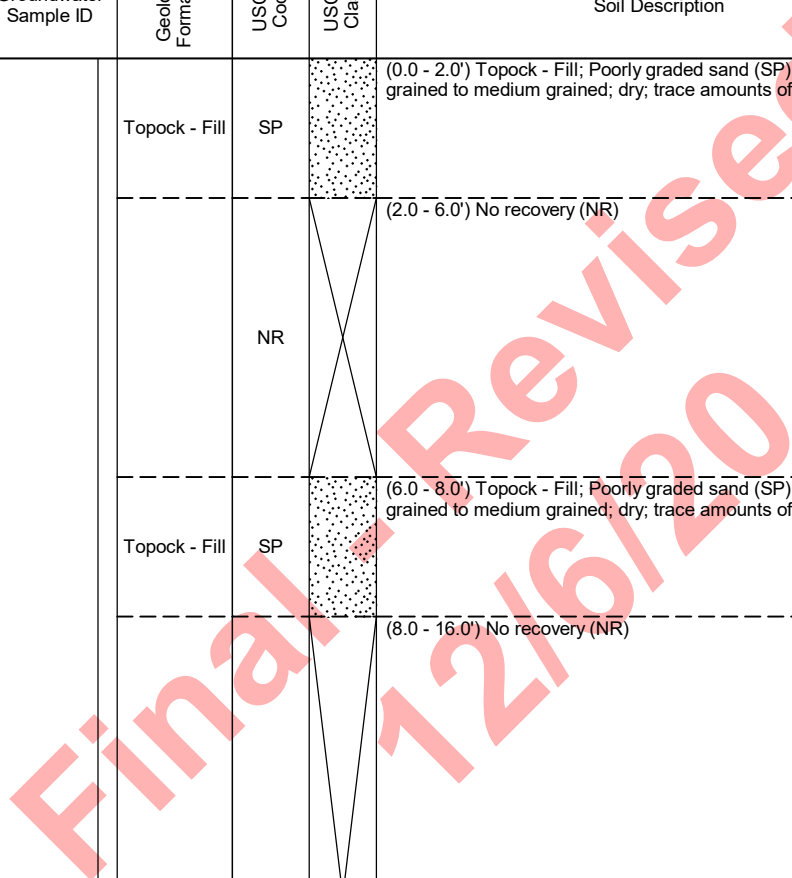 Sample ID
Soil Description
(0.0 - 2.0') Topock - Fill; Poorly graded sand (SP)
grained to medium grained; dry; trace amounts of
Topock - Fill
SP
(2.0 - 6.0') No recovery (NR)
NR
(6.0 - 8.0') Topock - Fill; Poorly graded sand (SP)
grained to medium grained; dry; trace amounts of
Topock - Fill
SP
(8.0 - 16.0') No recovery (NR)
Final - Revise
12/6/20